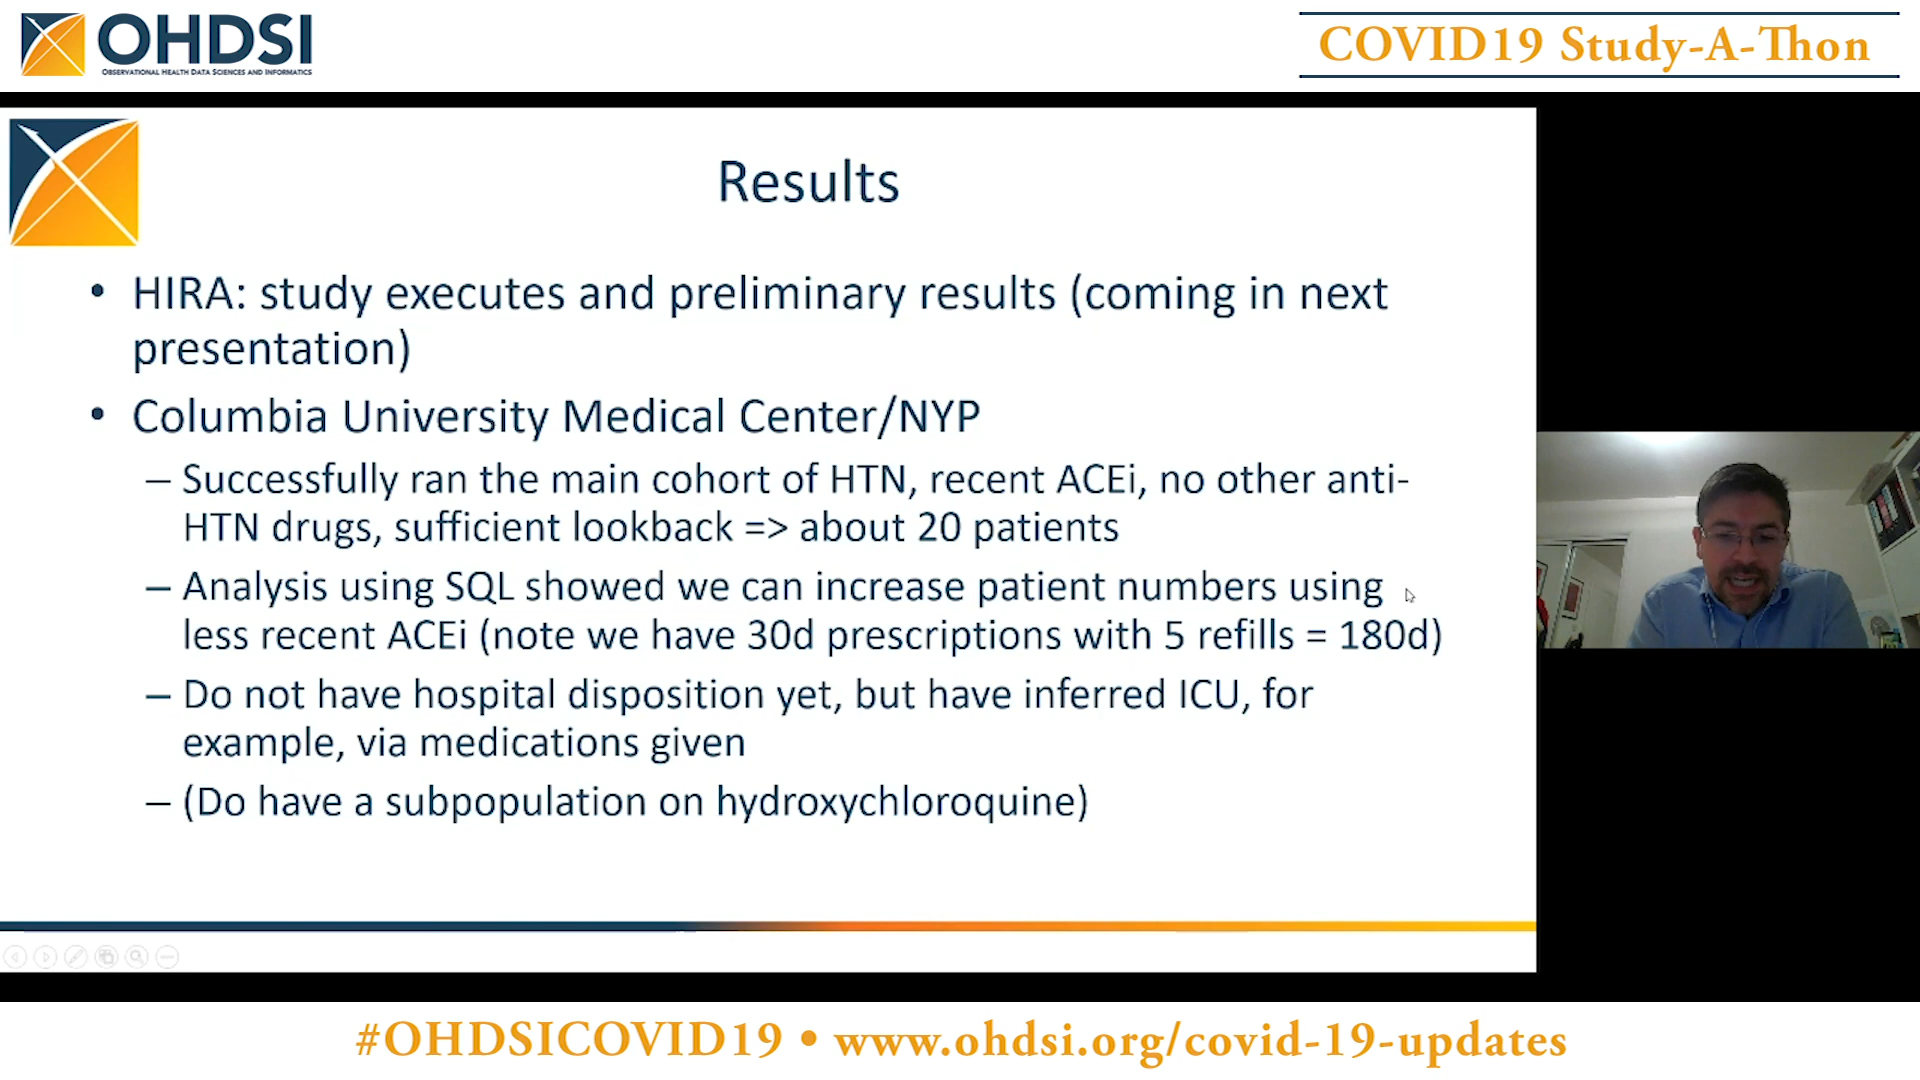 OHDSI
OBSERVATIONAL HEALTH DATA SCIENCES AND INFORMATICS
COVID19 Study-A-Thon
Results
• HIRA: study executes and preliminary results (coming in next
presentation)
• Columbia University Medical Center/NYP
– Successfully ran the main cohort of HTN, recent ACEi, no other anti-
HTN drugs, sufficient lookback => about 20 patients
– Analysis using SQL showed we can increase patient numbers using
less recent ACEi (note we have 30d prescriptions with 5 refills = 180d)
– Do not have hospital disposition yet, but have inferred ICU, for
example, via medications given
– (Do have a subpopulation on hydroxychloroquine)
#OHDSICOVID19 • www.ohdsi.org/covid-19-updates